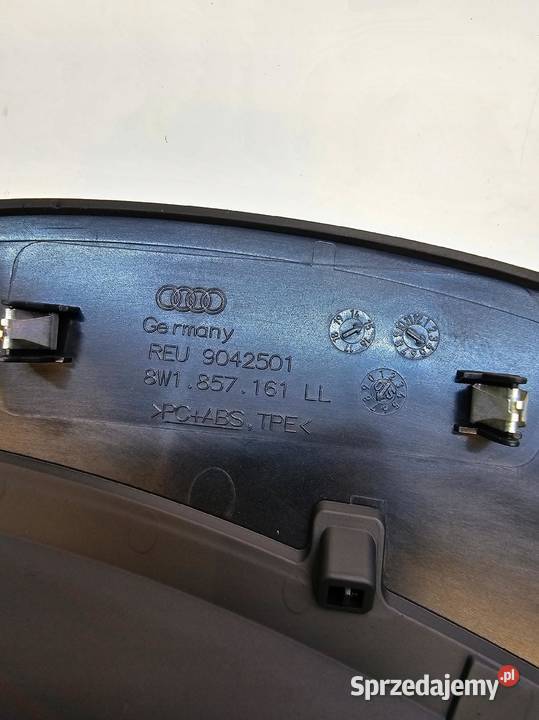 Germany
REU 9042501
8W1.857.161 LL
>PC+ABS,TPE<
Sprzedajemy.pl